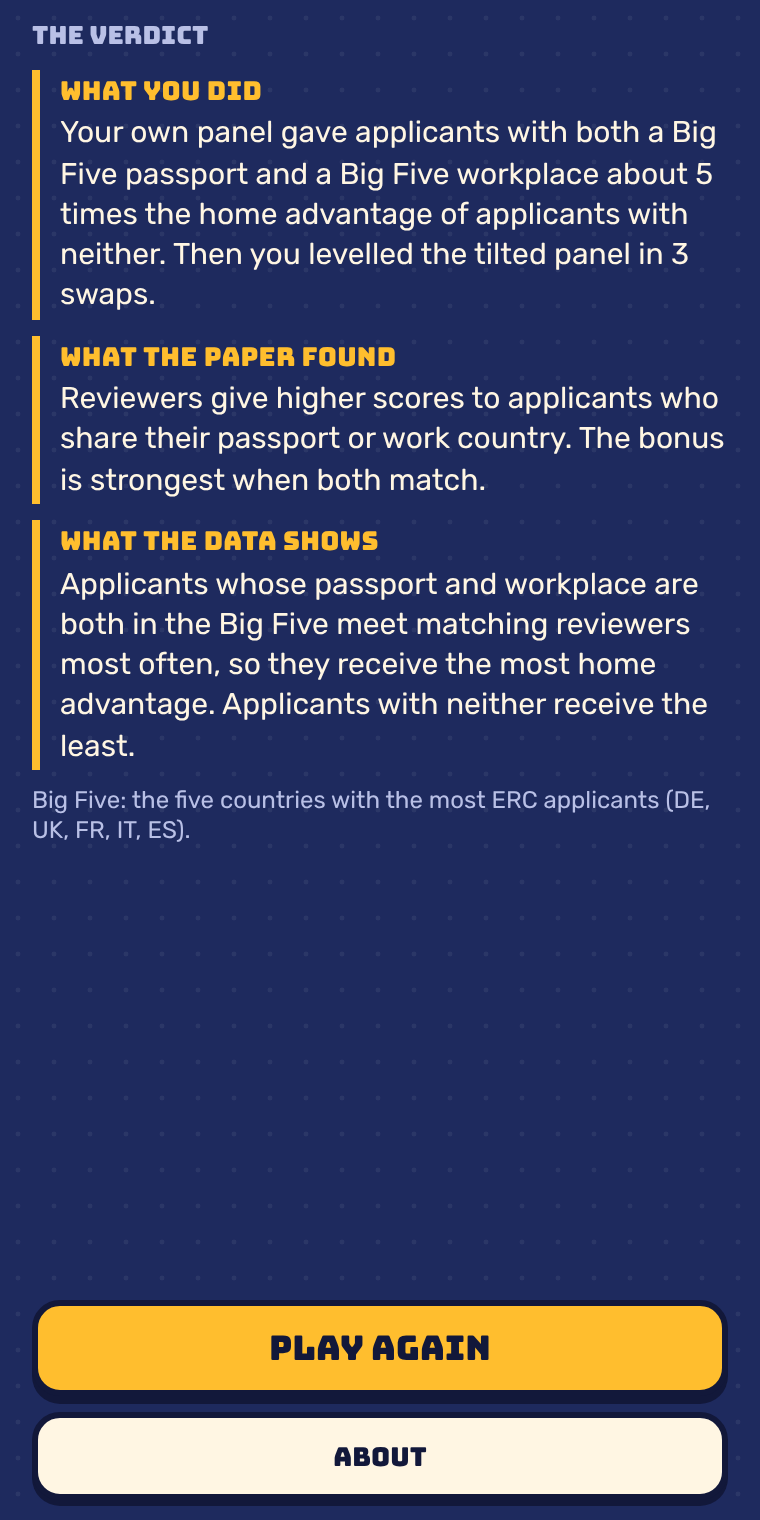 THE VERDICT
WHAT YOU DID
Your own panel gave applicants with both a Big
Five passport and a Big Five workplace about 5
times the home advantage of applicants with
neither. Then you levelled the tilted panel in 3
swaps.
WHAT THE PAPER FOUND
Reviewers give higher scores to applicants who
share their passport or work country. The bonus
is strongest when both match.
WHAT THE DATA SHOWS
Applicants whose passport and workplace are
both in the Big Five meet matching reviewers
most often, so they receive the most home
advantage. Applicants with neither receive the
least.
Big Five: the five countries with the most ERC applicants (DE,
UK, FR, IT, ES).
PLAY AGAIN
ABOUT